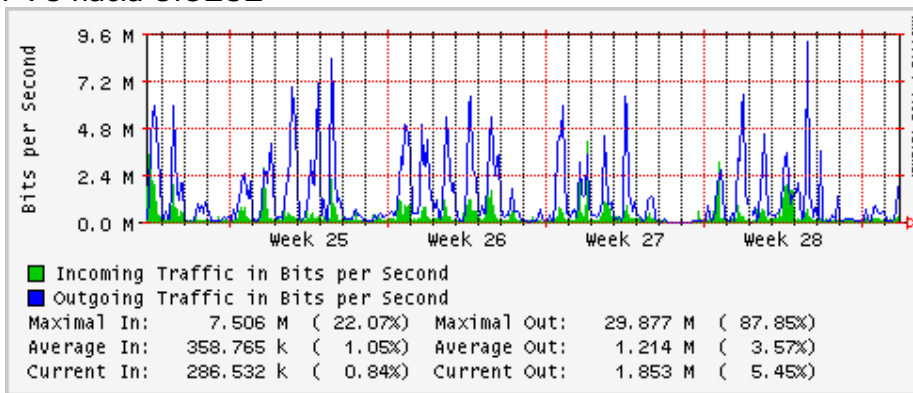 9.6 M
7.2 M
4.8 M
2.4 M
0.0 M
Bits per Second
Week 25 Week 26 Week 27 Week 28
Incoming Traffic in Bits per Second
Outgoing Traffic in Bits per Second
Maximal In: 7.506 M ( 22.07%) Maximal Out: 29.877 M ( 87.85%)
Average In: 358.765 k ( 1.05%) Average Out: 1.214 M ( 3.57%)
Current In: 286.532 k ( 0.84%) Current Out: 1.853 M ( 5.45%)